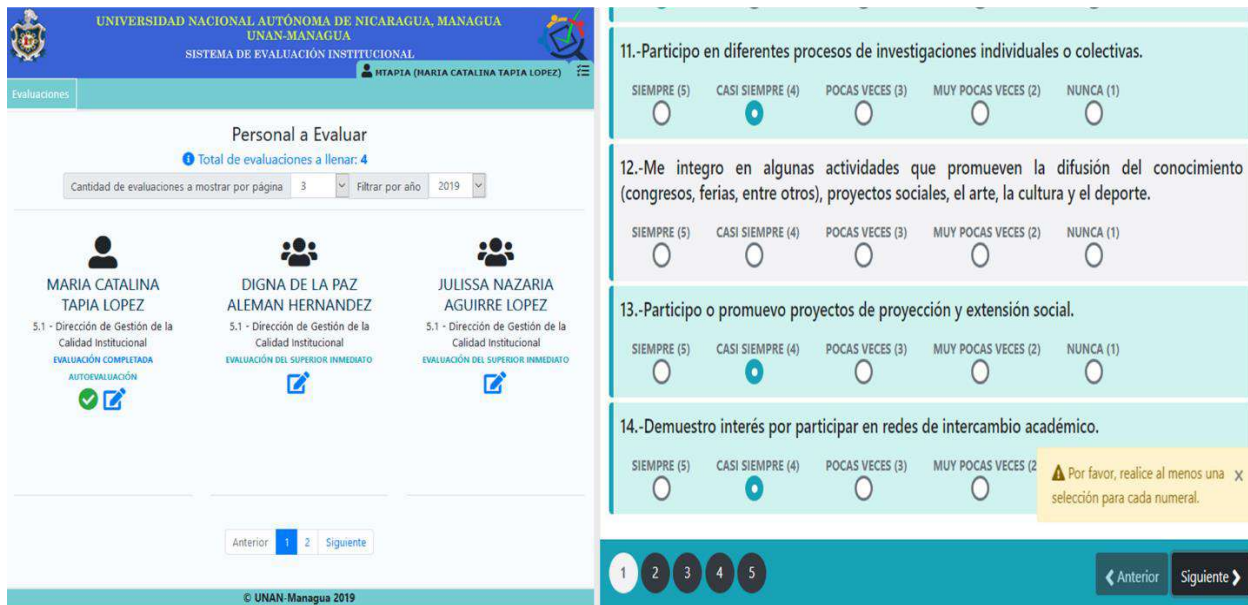 UNIVERSIDAD NACIONAL AUTÓNOMA DE NICARAGUA, MANAGUA
UNAN-MANAGUA
SISTEMA DE EVALUACIÓN INSTITUCIONAL
MTAPIA (MARIA CATALINA TAPIA LOPEZ)
Evaluaciones
Personal a Evaluar
Total de evaluaciones a llenar: 4
Cantidad de evaluaciones a mostrar por página 3 Filtrar por año 2019
MARIA CATALINA
TAPIA LOPEZ
5.1 - Dirección de Gestión de la
Calidad Institucional
EVALUACIÓN COMPLETADA
AUTOEVALUACIÓN
DIGNA DE LA PAZ
ALEMAN HERNANDEZ
5.1 - Dirección de Gestión de la
Calidad Institucional
EVALUACIÓN DEL SUPERIOR INMEDIATO
JULISSA NAZARIA
AGUIRRE LOPEZ
5.1 - Dirección de Gestión de la
Calidad Institucional
EVALUACIÓN DEL SUPERIOR INMEDIATO
Anterior 1 2 Siguiente
© UNAN-Managua 2019
11.-Participo en diferentes procesos de investigaciones individuales o colectivas.
SIEMPRE (5) CASI SIEMPRE (4) POCAS VECES (3) MUY POCAS VECES (2) NUNCA (1)
12.-Me integro en algunas actividades que promueven la difusión del conocimiento
(congresos, ferias, entre otros), proyectos sociales, el arte, la cultura y el deporte.
SIEMPRE (5) CASI SIEMPRE (4) POCAS VECES (3) MUY POCAS VECES (2) NUNCA (1)
13.-Participo o promuevo proyectos de proyección y extensión social.
SIEMPRE (5) CASI SIEMPRE (4) POCAS VECES (3) MUY POCAS VECES (2) NUNCA (1)
14.-Demuestro interés por participar en redes de intercambio académico.
SIEMPRE (5) CASI SIEMPRE (4) POCAS VECES (3) MUY POCAS VECES (2
Por favor, realice al menos una x
selección para cada numeral.
1 2 3 4 5 Anterior Siguiente